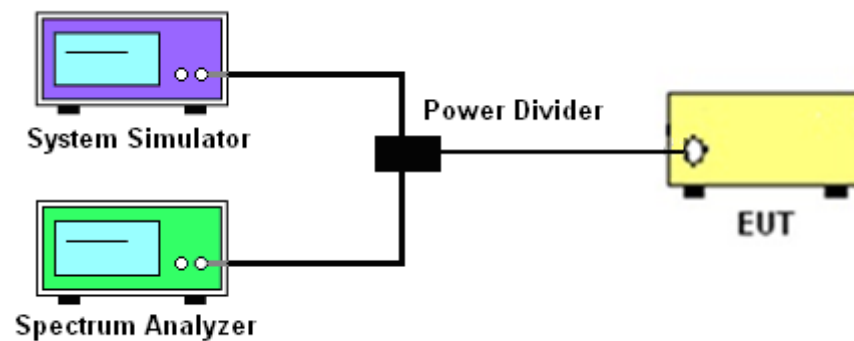 System Simulator
Power Divider
EUT
Spectrum Analyzer